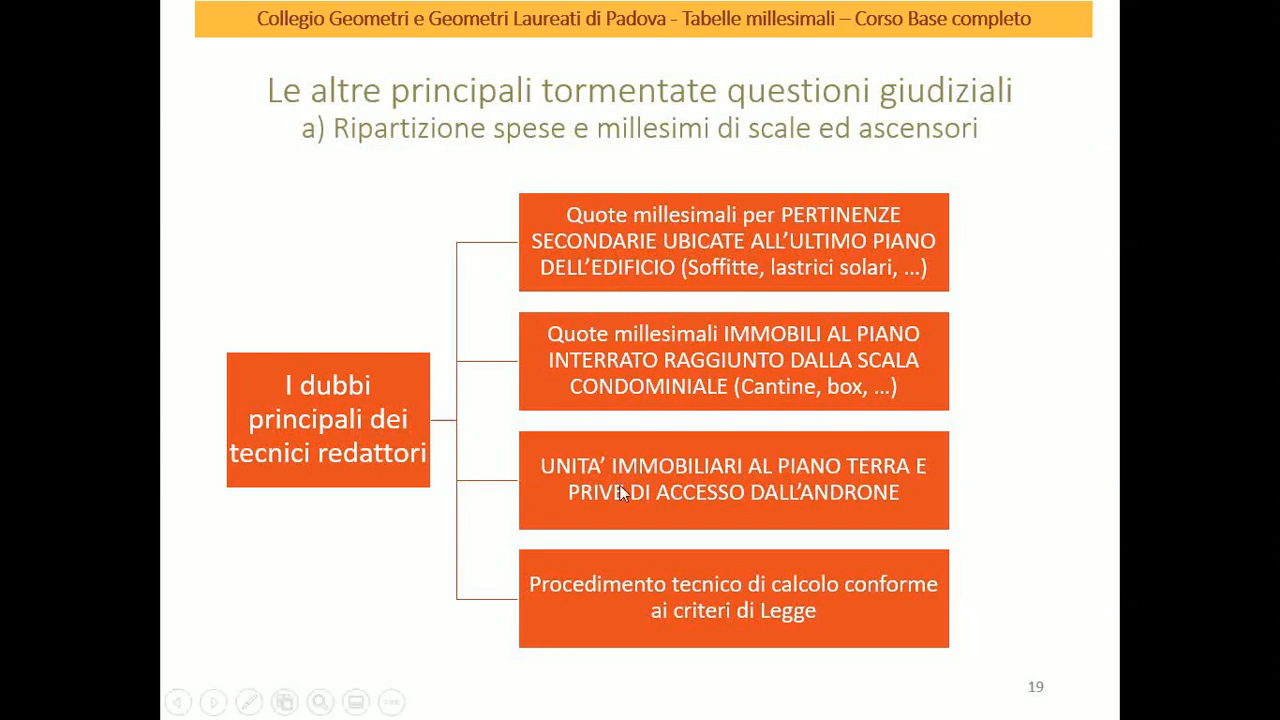 Collegio Geometri e Geometri Laureati di Padova - Tabelle millesimali – Corso Base completo
Le altre principali tormentate questioni giudiziali
a) Ripartizione spese e millesimi di scale ed ascensori
I dubbi
principali dei
tecnici redattori
Quote millesimali per PERTINENZE
SECONDARIE UBICATE ALL'ULTIMO PIANO
DELL'EDIFICIO (Soffitte, lastrici solari, …)
Quote millesimali IMMOBILI AL PIANO
INTERRATO RAGGIUNTO DALLA SCALA
CONDOMINIALE (Cantine, box, …)
UNITA' IMMOBILIARI AL PIANO TERRA E
PRIVE DI ACCESSO DALL'ANDRONE
Procedimento tecnico di calcolo conforme
ai criteri di Legge
19